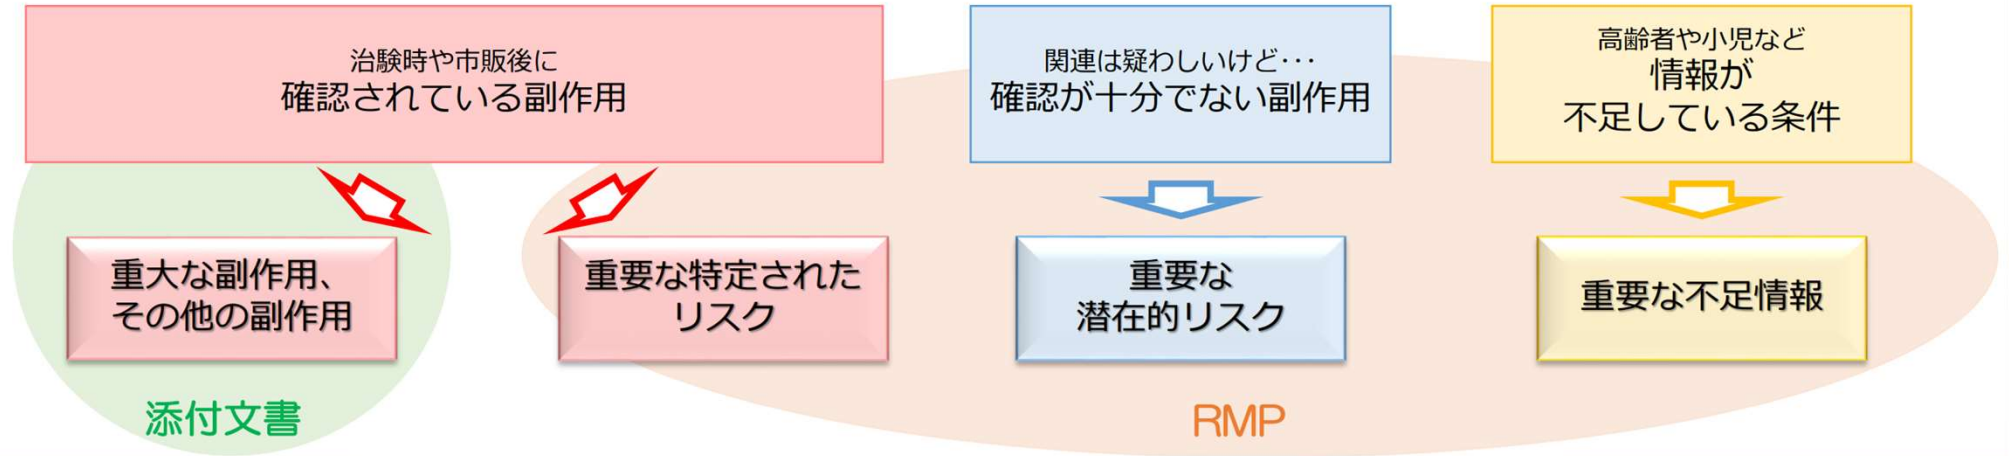 治験時や市販後に
確認されている副作用
関連は疑わしいけど･･･
確認が十分でない副作用
高齢者や小児など
情報が
不足している条件
重大な副作用、
その他の副作用
重要な特定された
リスク
重要な
潜在的リスク
重要な不足情報
添付文書
RMP